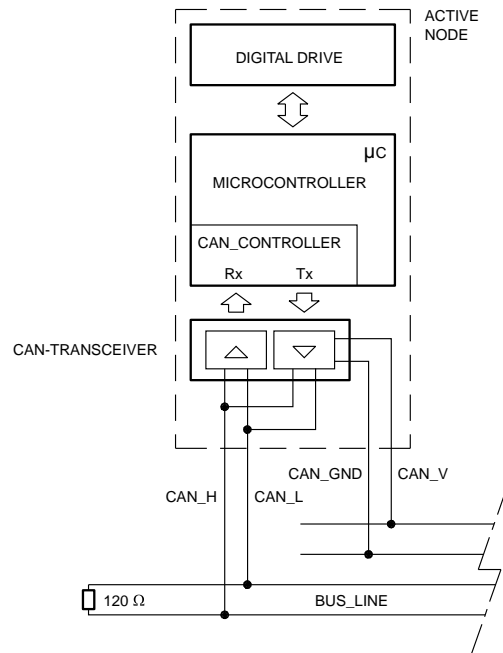 ACTIVE
NODE
DIGITAL DRIVE
µC
MICROCONTROLLER
CAN_CONTROLLER
Rx Tx
CAN-TRANSCEIVER
CAN_GND CAN_V
CAN_H CAN_L
120 Ω BUS_LINE